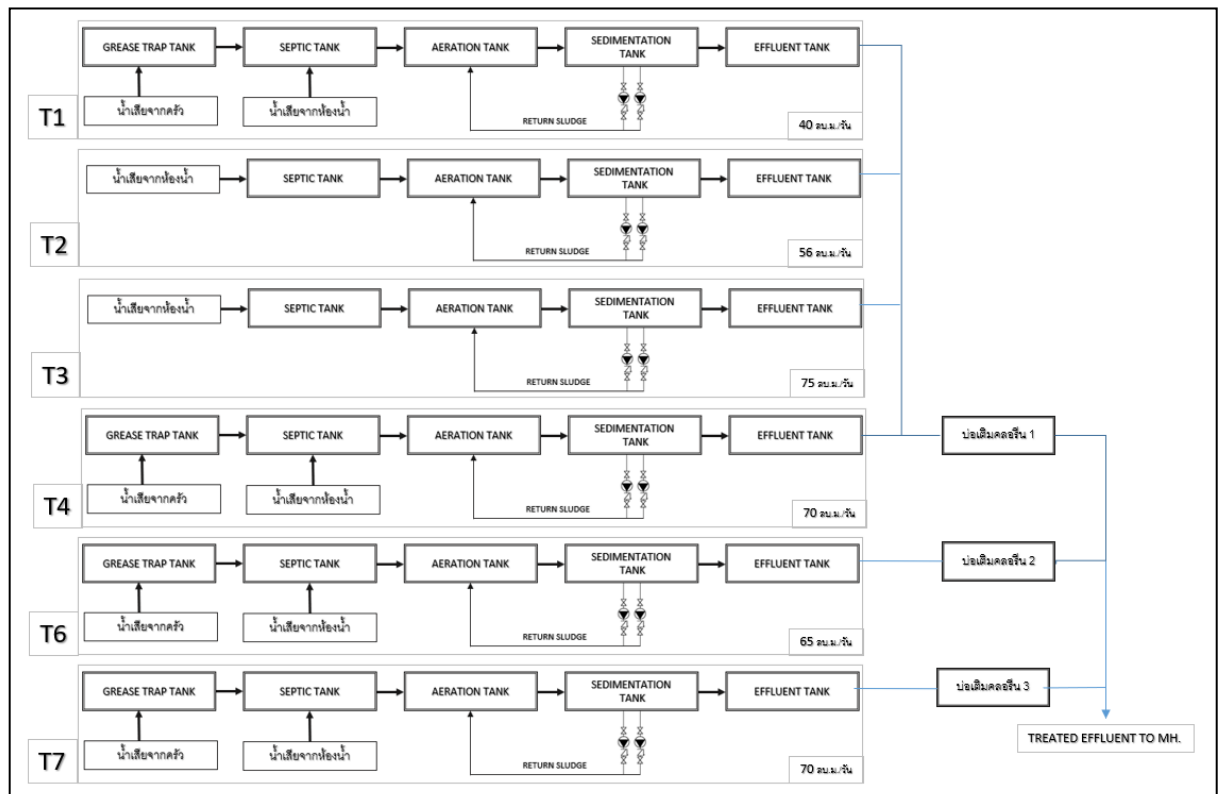 GREASE TRAP TANK
SEPTIC TANK
AERATION TANK
SEDIMENTATION
TANK
EFFLUENT TANK
น้ำเสียจากครัว
น้ำเสียจากห้องน้ำ
T1
RETURN SLUDGE
40 ลบ.ม./วัน
น้ำเสียจากห้องน้ำ
SEPTIC TANK
AERATION TANK
SEDIMENTATION
TANK
EFFLUENT TANK
T2
RETURN SLUDGE
56 ลบ.ม./วัน
น้ำเสียจากห้องน้ำ
SEPTIC TANK
AERATION TANK
SEDIMENTATION
TANK
EFFLUENT TANK
T3
RETURN SLUDGE
75 ลบ.ม./วัน
GREASE TRAP TANK
SEPTIC TANK
AERATION TANK
SEDIMENTATION
TANK
EFFLUENT TANK
บ่อเติมคลอรีน 1
น้ำเสียจากครัว
น้ำเสียจากห้องน้ำ
T4
RETURN SLUDGE
70 ลบ.ม./วัน
GREASE TRAP TANK
SEPTIC TANK
AERATION TANK
SEDIMENTATION
TANK
EFFLUENT TANK
บ่อเติมคลอรีน 2
น้ำเสียจากครัว
น้ำเสียจากห้องน้ำ
T6
RETURN SLUDGE
65 ลบ.ม./วัน
GREASE TRAP TANK
SEPTIC TANK
AERATION TANK
SEDIMENTATION
TANK
EFFLUENT TANK
บ่อเติมคลอรีน 3
น้ำเสียจากครัว
น้ำเสียจากห้องน้ำ
TREATED EFFLUENT TO MH.
T7
RETURN SLUDGE
70 ลบ.ม./วัน